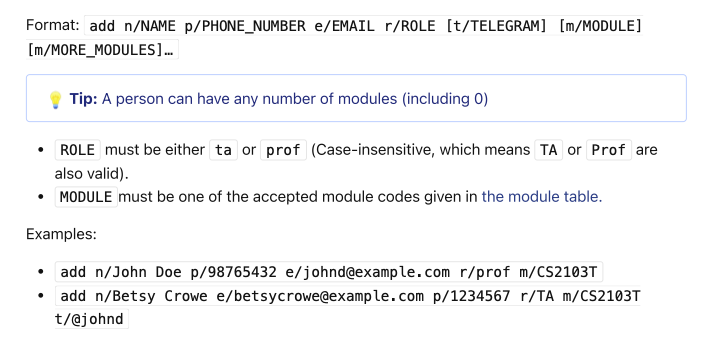 Format: add n/NAME p/PHONE_NUMBER e/EMAIL r/ROLE [t/TELEGRAM] [m/MODULE]
[m/MORE_MODULES]…
💡 Tip: A person can have any number of modules (including 0)
• ROLE must be either ta or prof (Case-insensitive, which means TA or Prof are
also valid).
• MODULE must be one of the accepted module codes given in the module table.
Examples:
• add n/John Doe p/98765432 e/johnd@example.com r/prof m/CS2103T
• add n/Betsy Crowe e/betsycrowe@example.com p/1234567 r/TA m/CS2103T
t/@johnd